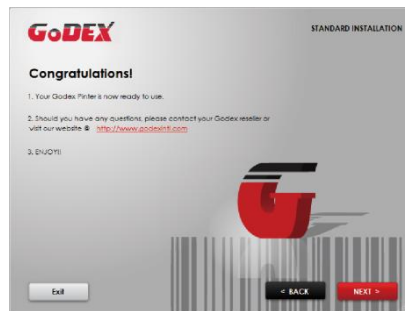 GoDEX
STANDARD INSTALLATION
Congratulations!
1. Your Godex Pinter is now ready to use.
2. Should you have any questions, please contact your Godex reseller or
visit our website @ http://www.godexintl.com
3. ENJOY!!
Exit
< BACK
NEXT >